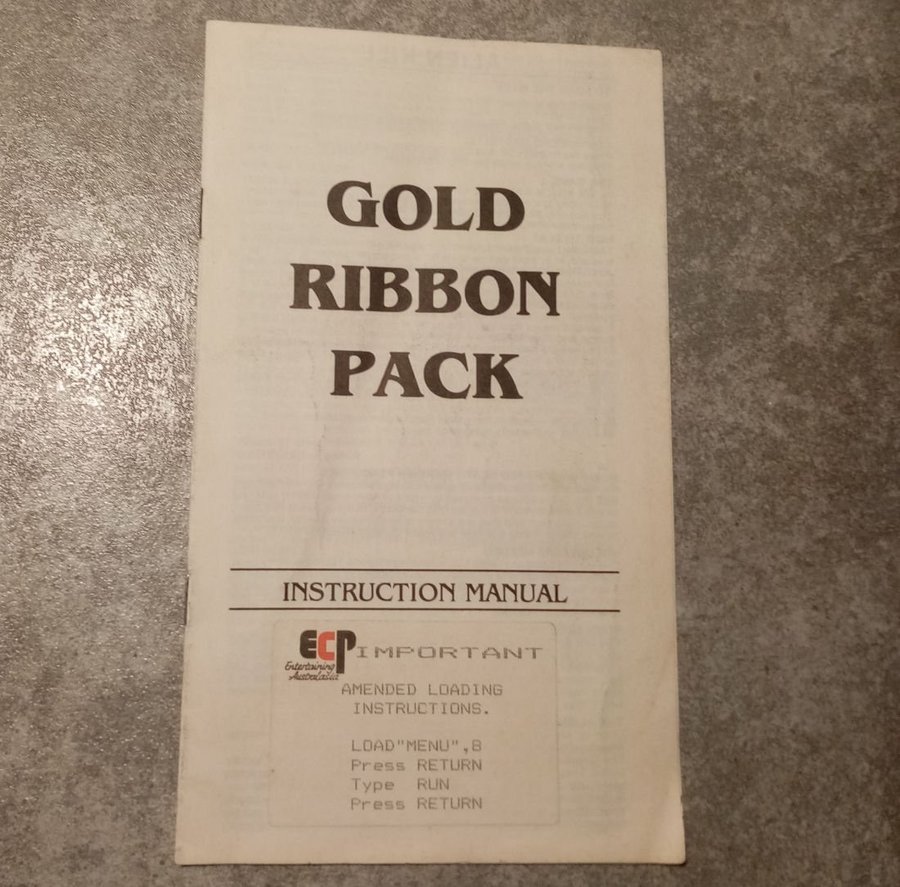 GOLD
RIBBON
PACK
INSTRUCTION MANUAL
ECP IMPORTANT
Entertaining
Australasia
AMENDED LOADING
INSTRUCTIONS.
LOAD"MENU",8
Press RETURN
Type RUN
Press RETURN